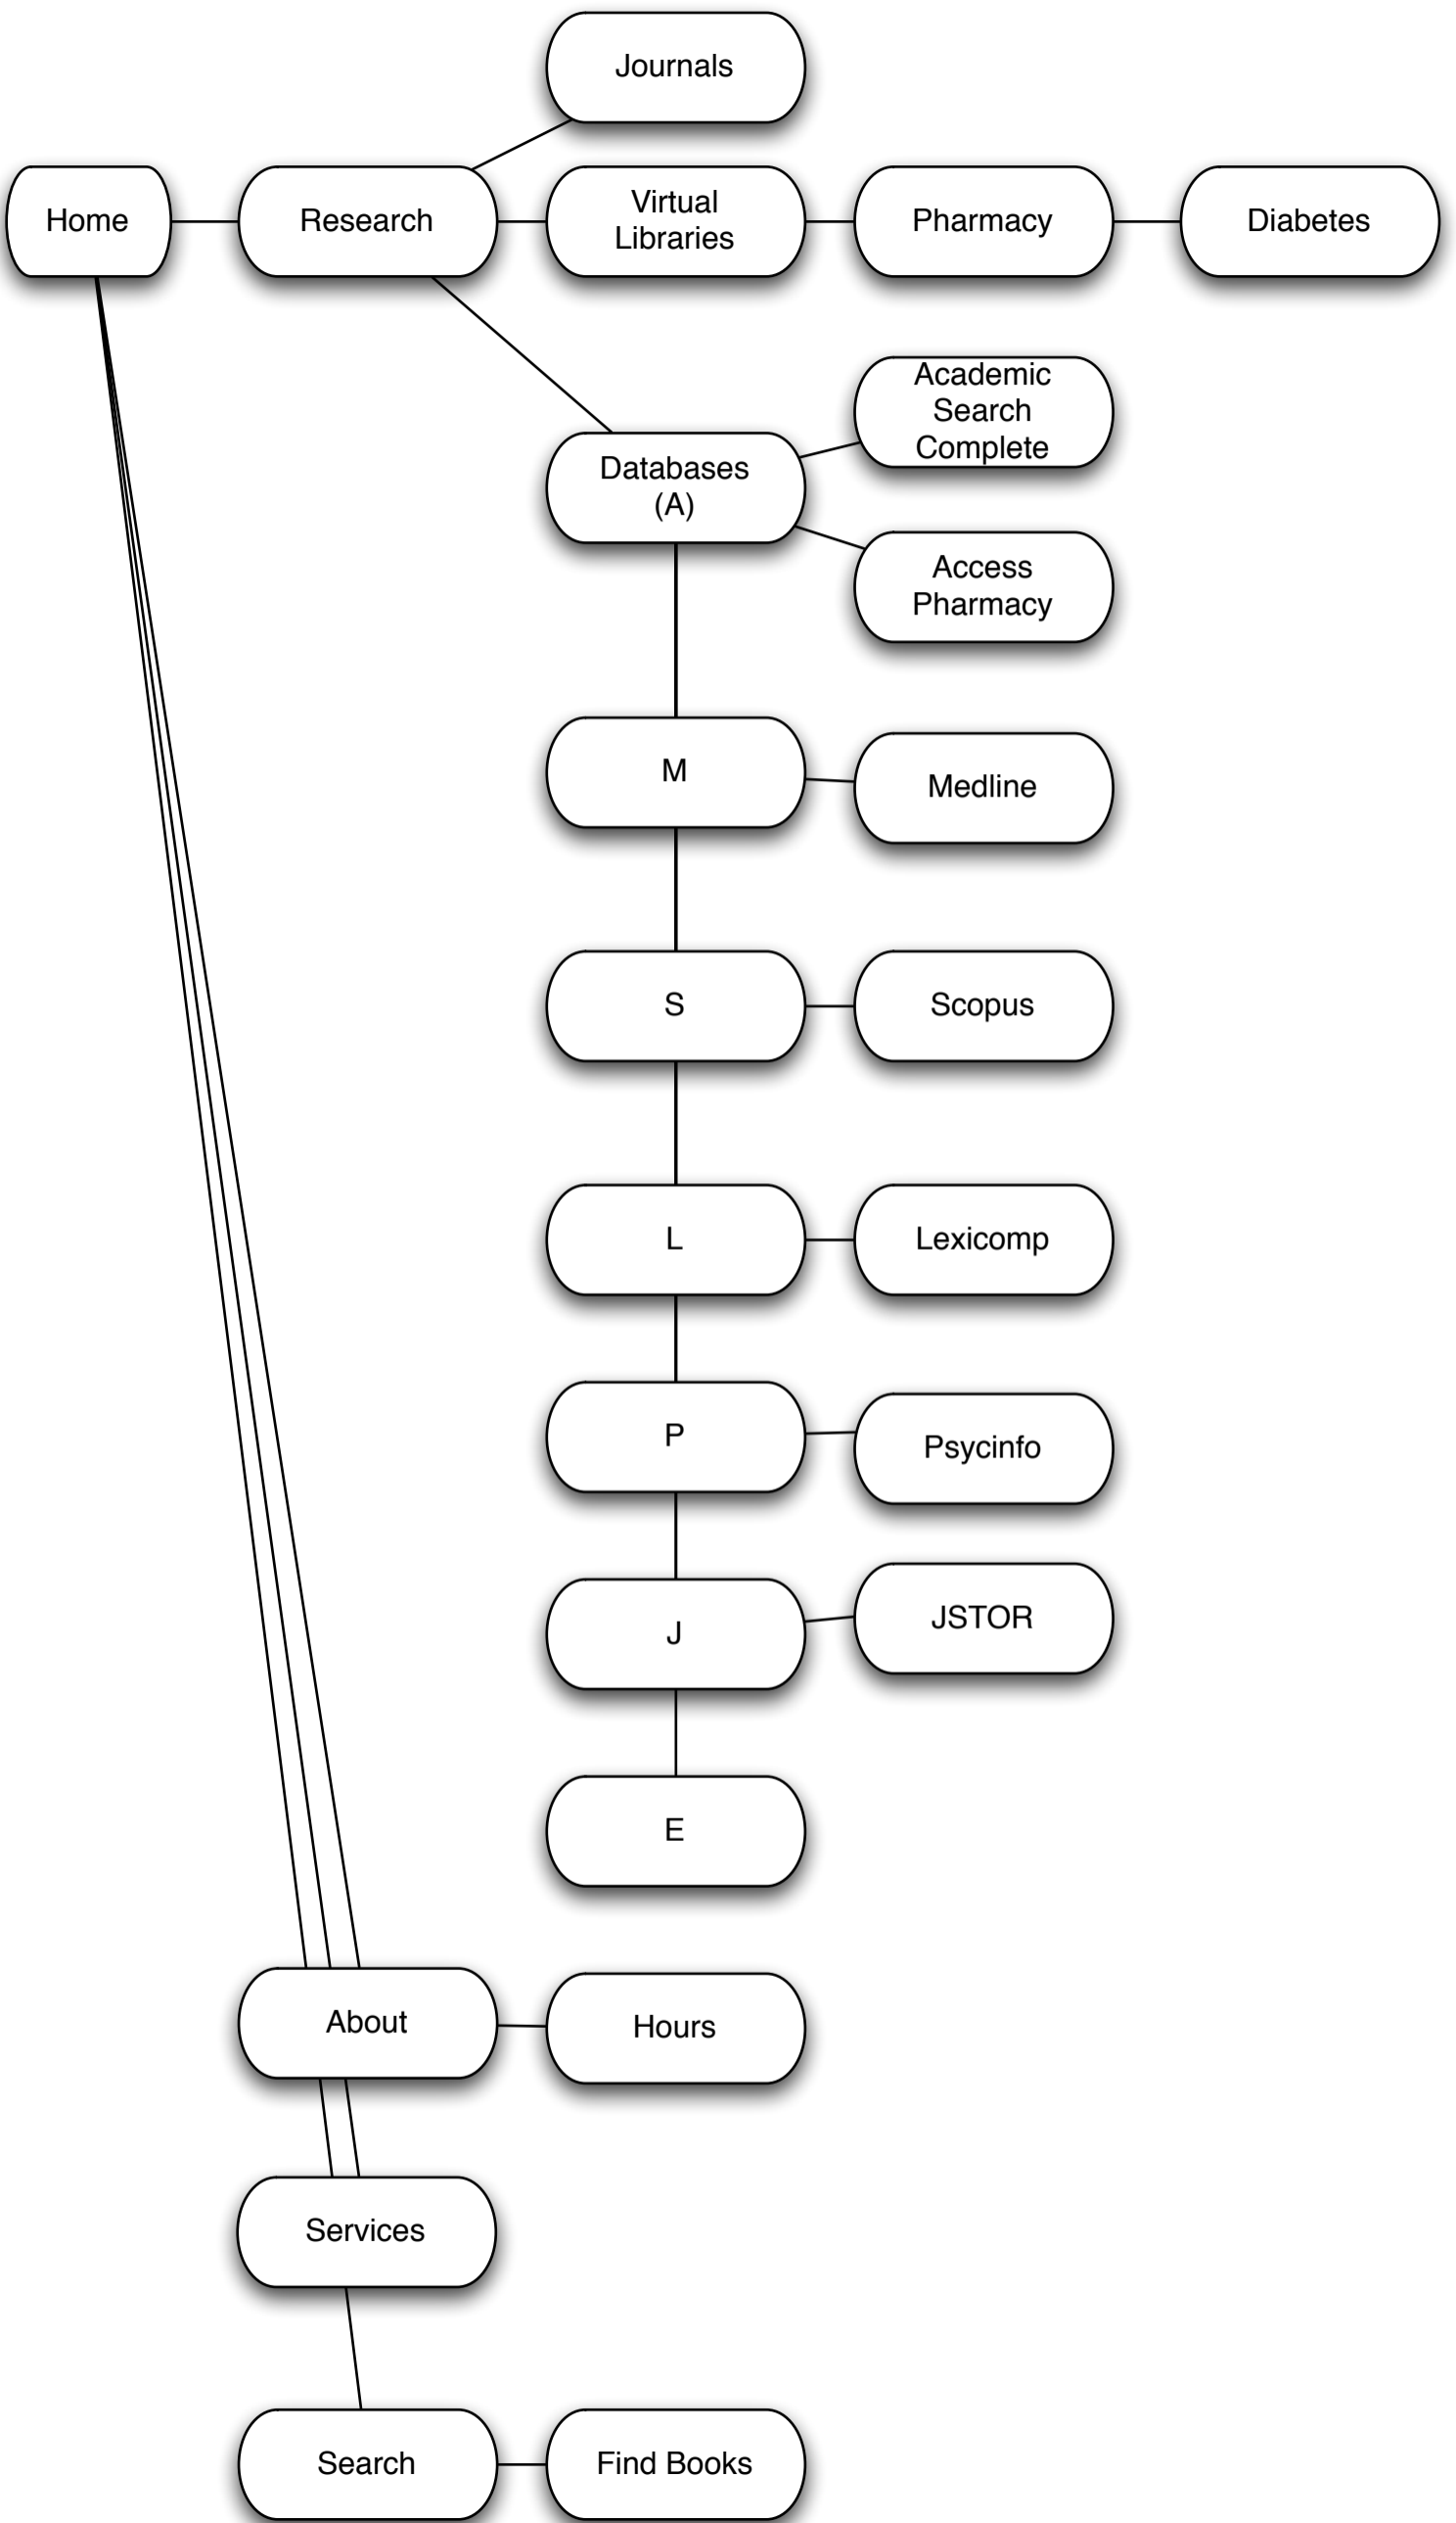 Journals
Home
Research
Virtual
Libraries
Pharmacy
Diabetes
Academic
Search
Complete
Databases
(A)
Access
Pharmacy
M
Medline
S
Scopus
L
Lexicomp
P
Psycinfo
J
JSTOR
E
About
Hours
Services
Search
Find Books